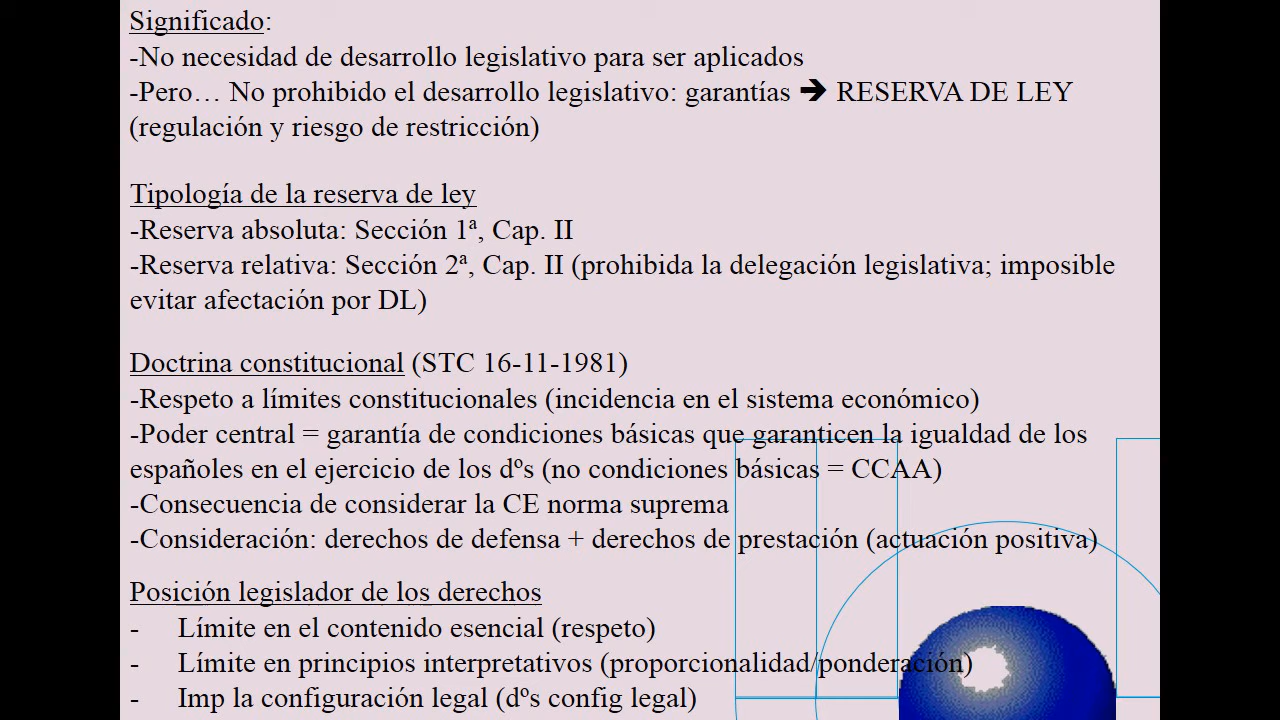 Significado:
-No necesidad de desarrollo legislativo para ser aplicados
-Pero… No prohibido el desarrollo legislativo: garantías ➔ RESERVA DE LEY
(regulación y riesgo de restricción)
Tipología de la reserva de ley
-Reserva absoluta: Sección 1ª, Cap. II
-Reserva relativa: Sección 2ª, Cap. II (prohibida la delegación legislativa; imposible
evitar afectación por DL)
Doctrina constitucional (STC 16-11-1981)
-Respeto a límites constitucionales (incidencia en el sistema económico)
-Poder central = garantía de condiciones básicas que garanticen la igualdad de los
españoles en el ejercicio de los dºs (no condiciones básicas = CCAA)
-Consecuencia de considerar la CE norma suprema
-Consideración: derechos de defensa + derechos de prestación (actuación positiva)
Posición legislador de los derechos
- Límite en el contenido esencial (respeto)
- Límite en principios interpretativos (proporcionalidad/ponderación)
- Imp la configuración legal (dºs config legal)